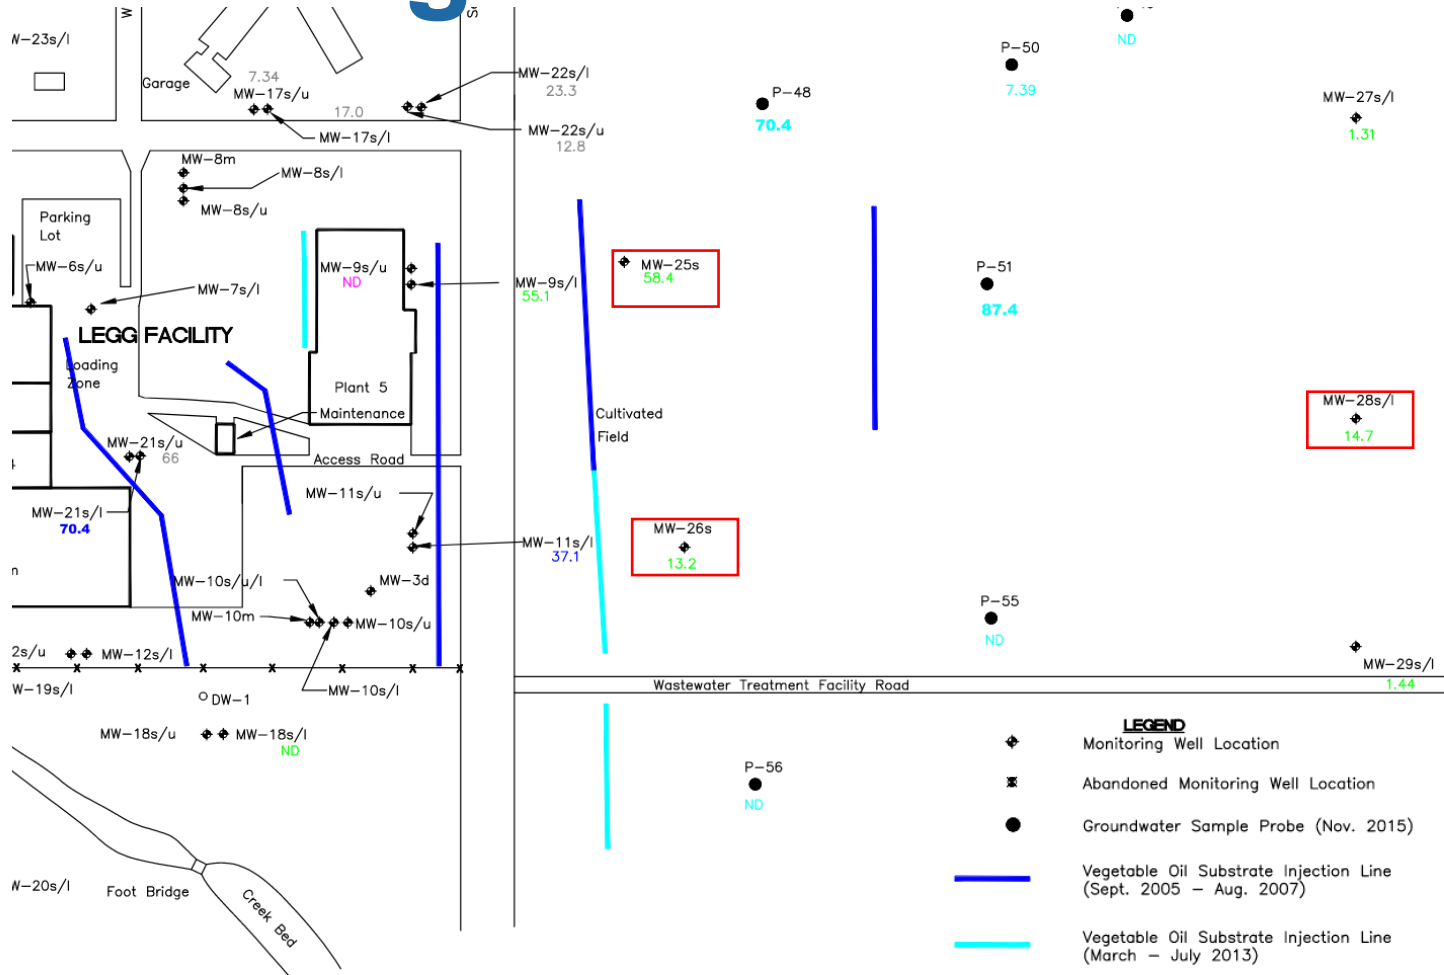 W-23s/l
Garage
7.34
MW-17s/u
17.0
MW-17s/l
MW-22s/l
23.3
MW-22s/u
12.8
P-48
70.4
P-50
7.39
ND
MW-27s/l
1.31
MW-8m
MW-8s/l
MW-8s/u
Parking
Lot
MW-6s/u
MW-7s/l
LEGG FACILITY
Loading
Zone
MW-9s/u
ND
MW-9s/l
55.1
MW-25s
58.4
P-51
87.4
Plant 5
Maintenance
Access Road
Cultivated
Field
MW-28s/l
14.7
MW-21s/u
66
MW-21s/l
70.4
MW-11s/u
MW-11s/l
37.1
MW-26s
13.2
MW-10s/u/l
MW-3d
MW-10m
MW-10s/u
P-55
ND
2s/u
MW-12s/l
W-19s/l
MW-10s/l
DW-1
Wastewater Treatment Facility Road
MW-29s/l
1.44
MW-18s/u
MW-18s/l
ND
P-56
ND
W-20s/l
Foot Bridge
Creek Bed
LEGEND
Monitoring Well Location
Abandoned Monitoring Well Location
Groundwater Sample Probe (Nov. 2015)
Vegetable Oil Substrate Injection Line
(Sept. 2005 – Aug. 2007)
Vegetable Oil Substrate Injection Line
(March – July 2013)